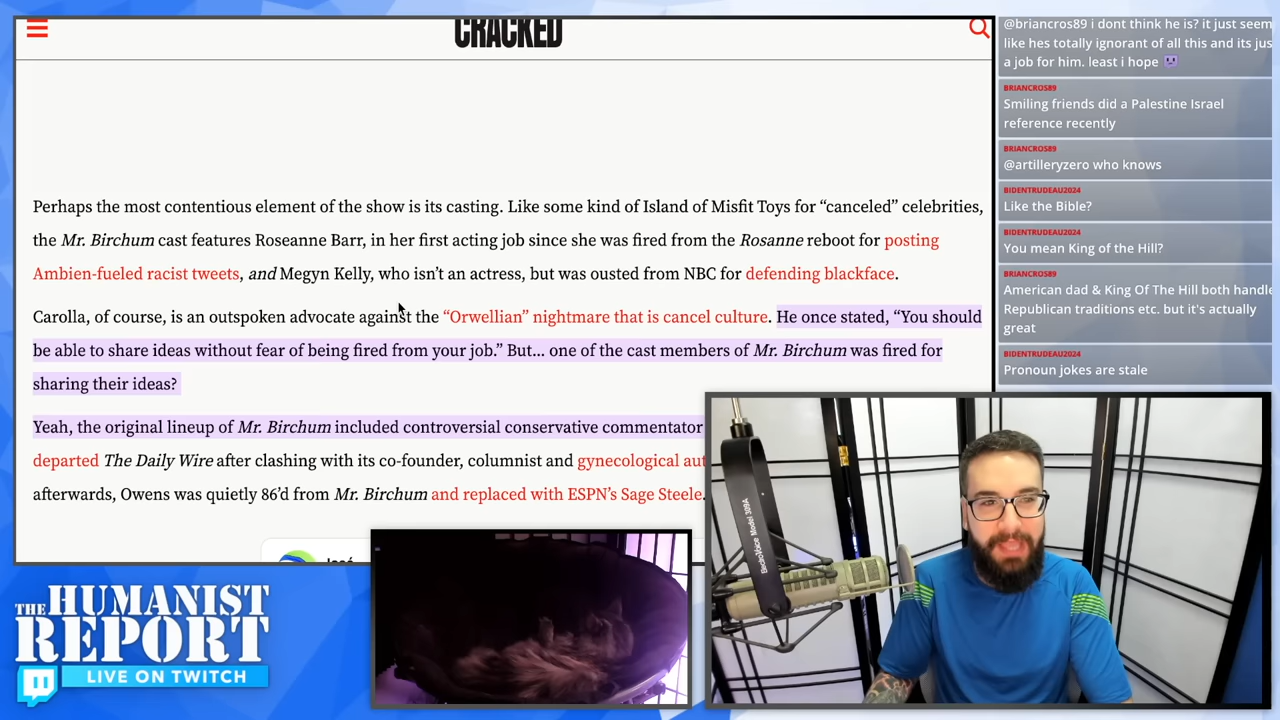 CRACKED
Perhaps the most contentious element of the show is its casting. Like some kind of Island of Misfit Toys for “canceled” celebrities,
the Mr. Birchum cast features Roseanne Barr, in her first acting job since she was fired from the Rosanne reboot for posting
Ambien-fueled racist tweets, and Megyn Kelly, who isn’t an actress, but was ousted from NBC for defending blackface.
Carolla, of course, is an outspoken advocate against the “Orwellian” nightmare that is cancel culture. He once stated, “You should
be able to share ideas without fear of being fired from your job.” But... one of the cast members of Mr. Birchum was fired for
sharing their ideas?
Yeah, the original lineup of Mr. Birchum included controversial conservative commentator
departed The Daily Wire after clashing with its co-founder, columnist and gynecological aut
afterwards, Owens was quietly 86’d from Mr. Birchum and replaced with ESPN’s Sage Steele.
@briancros89 i dont think he is? it just seem
like hes totally ignorant of all this and its jus
a job for him. least i hope
BRIANCROS89
Smiling friends did a Palestine Israel
reference recently
BRIANCROS89
@artilleryzero who knows
BIDENTRUDEAU2024
Like the Bible?
BIDENTRUDEAU2024
You mean King of the Hill?
BRIANCROS89
American dad & King Of The Hill both handle
Republican traditions etc. but it's actually
great
BIDENTRUDEAU2024
Pronoun jokes are stale
THE HUMANIST
REPORT
LIVE ON TWITCH
ElectroVoice Model 309A